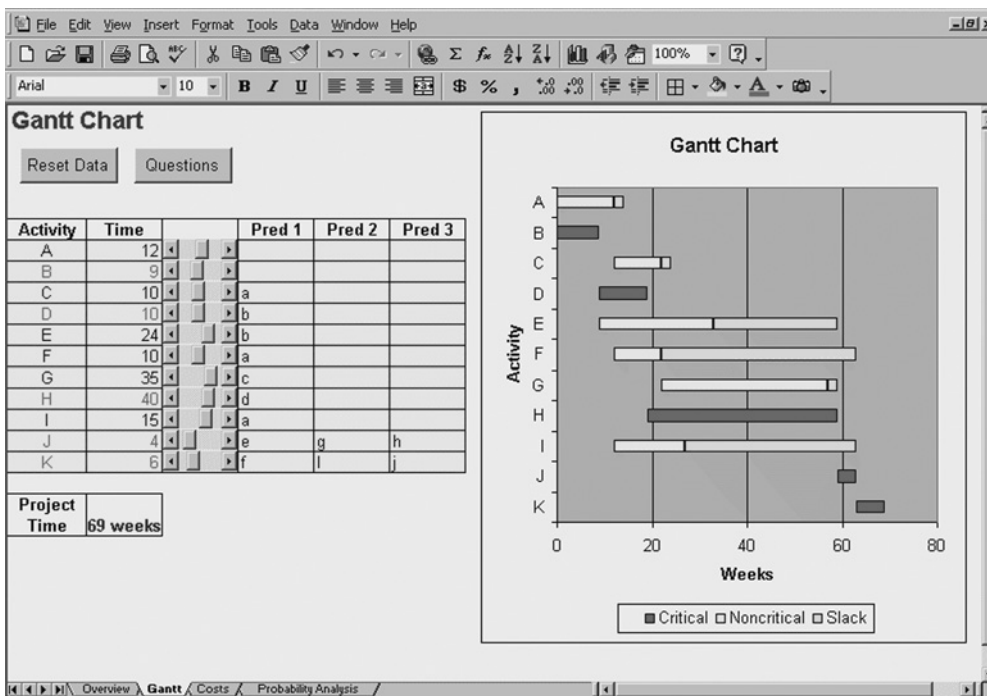 File Edit View Insert Format Tools Data Window Help
100%
Arial 10 B I U $ % ,
Gantt Chart
Reset Data Questions
Activity Time Pred 1 Pred 2 Pred 3
A 12
B 9
C 10 a
D 10 b
E 24 b
F 10 a
G 35 c
H 40 d
I 15 a
J 4 e g h
K 6 f I j
Project
Time 69 weeks
Gantt Chart
Activity
A
B
C
D
E
F
G
H
I
J
K
0 20 40 60 80
Weeks
Critical Noncritical Slack
Overview Gantt Costs Probability Analysis